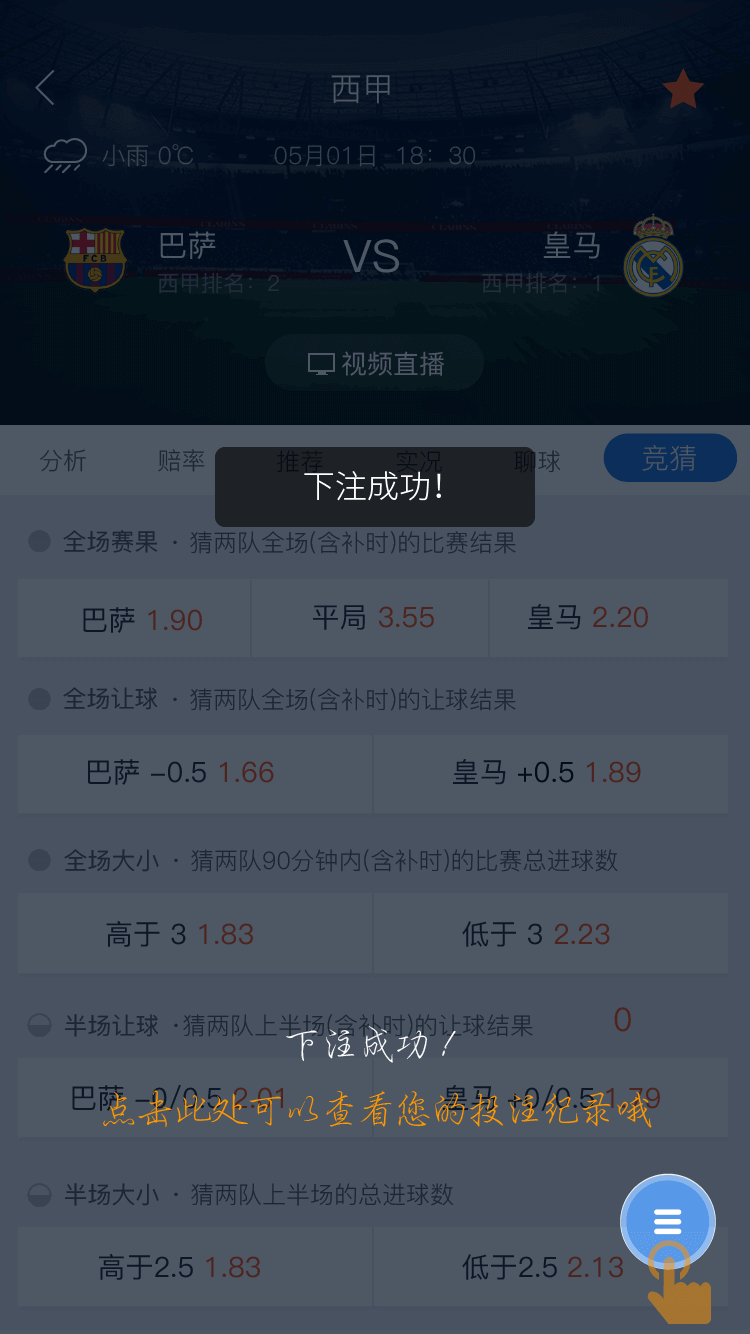 西甲
小雨 0℃ 05月01日 18：30
巴萨 VS 皇马
西甲排名：2 西甲排名：1
FCB
视频直播
分析 赔率 推荐 实况 聊球 竞猜
下注成功！
全场赛果 · 猜两队全场(含补时)的比赛结果
巴萨 1.90 平局 3.55 皇马 2.20
全场让球 · 猜两队全场(含补时)的让球结果
巴萨 –0.5 1.66 皇马 +0.5 1.89
全场大小 · 猜两队90分钟内(含补时)的比赛总进球数
高于 3 1.83 低于 3 2.23
半场让球 ·猜两队上半场(含补时)的让球结果 0
下注成功！
巴萨 –0/0.5 2.01 皇马 +0/0.5 1.79
点击此处可以查看您的投注纪录哦
半场大小 · 猜两队上半场的总进球数
高于2.5 1.83 低于2.5 2.13